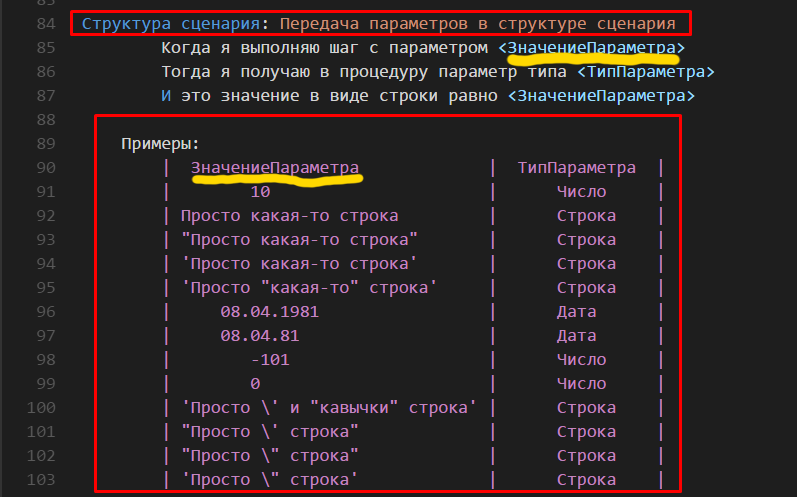 84 Структура сценария: Передача параметров в структуре сценария
85 Когда я выполняю шаг с параметром <ЗначениеПараметра>
86 Тогда я получаю в процедуру параметр типа <ТипПараметра>
87 И это значение в виде строки равно <ЗначениеПараметра>
88
89 Примеры:
90 | ЗначениеПараметра | ТипПараметра |
91 | 10 | Число |
92 | Просто какая-то строка | Строка |
93 | "Просто какая-то строка" | Строка |
94 | 'Просто какая-то строка' | Строка |
95 | 'Просто "какая-то" строка' | Строка |
96 | 08.04.1981 | Дата |
97 | 08.04.81 | Дата |
98 | -101 | Число |
99 | 0 | Число |
100 | 'Просто \' и "кавычки" строка' | Строка |
101 | "Просто \' строка" | Строка |
102 | "Просто \" строка" | Строка |
103 | 'Просто \" строка' | Строка |